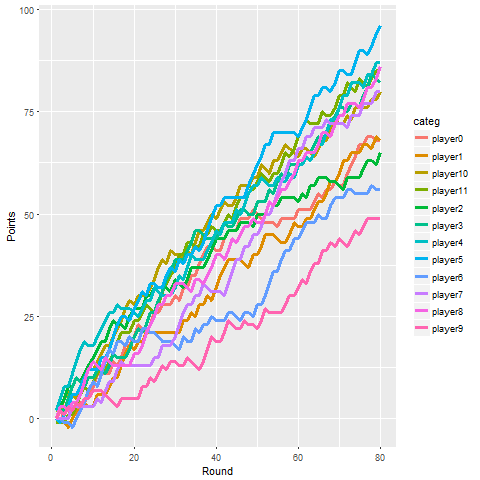 100
75
50
25
0
Points
0
20
40
60
80
Round
categ
player0
player1
player10
player11
player2
player3
player4
player5
player6
player7
player8
player9